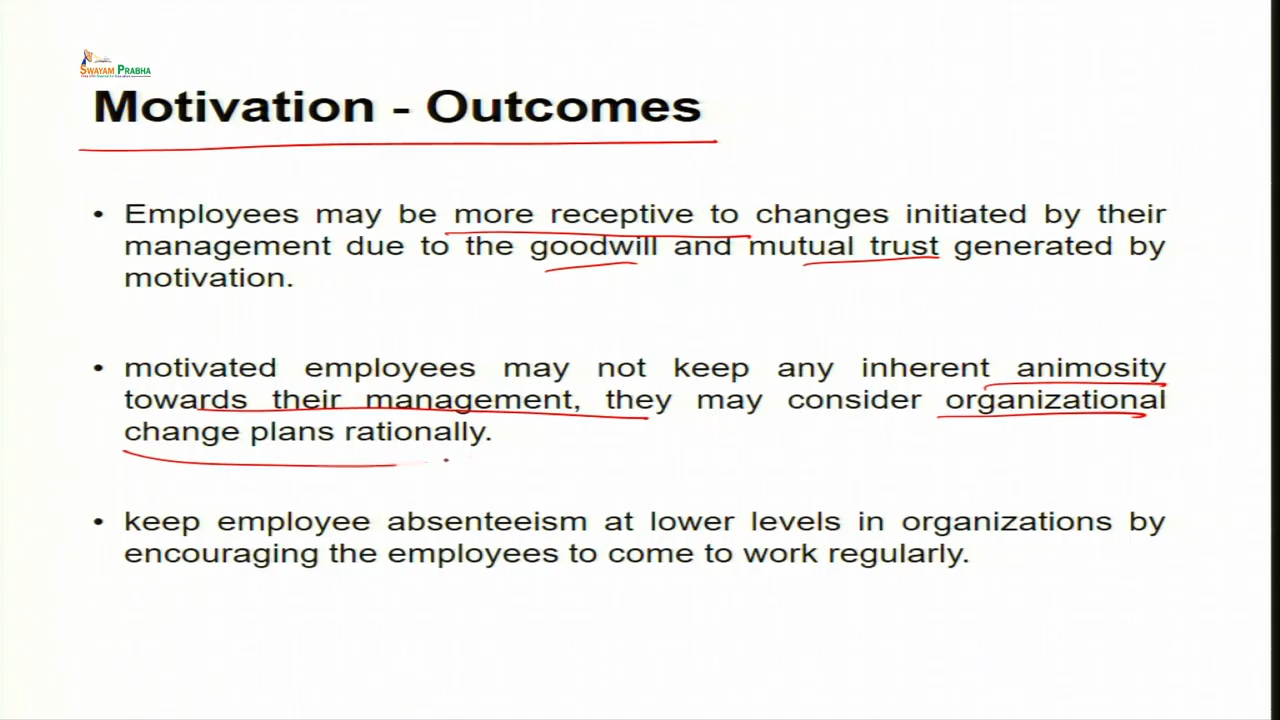 SWAYAM PRABHA
Motivation - Outcomes
• Employees may be more receptive to changes initiated by their
management due to the goodwill and mutual trust generated by
motivation.
• motivated employees may not keep any inherent animosity
towards their management, they may consider organizational
change plans rationally.
• keep employee absenteeism at lower levels in organizations by
encouraging the employees to come to work regularly.